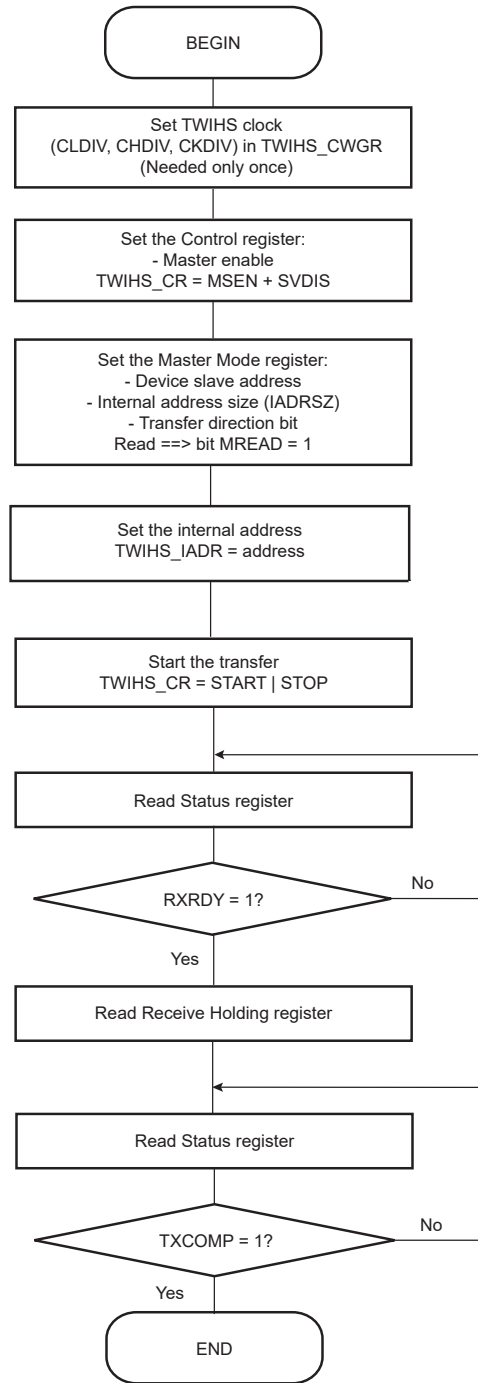 BEGIN
Set TWIHS clock
(CLDIV, CHDIV, CKDIV) in TWIHS_CWGR
(Needed only once)
Set the Control register:
- Master enable
TWIHS_CR = MSEN + SVDIS
Set the Master Mode register:
- Device slave address
- Internal address size (IADRSZ)
- Transfer direction bit
Read ==> bit MREAD = 1
Set the internal address
TWIHS_IADR = address
Start the transfer
TWIHS_CR = START | STOP
Read Status register
RXRDY = 1?
No
Yes
Read Receive Holding register
Read Status register
TXCOMP = 1?
No
Yes
END